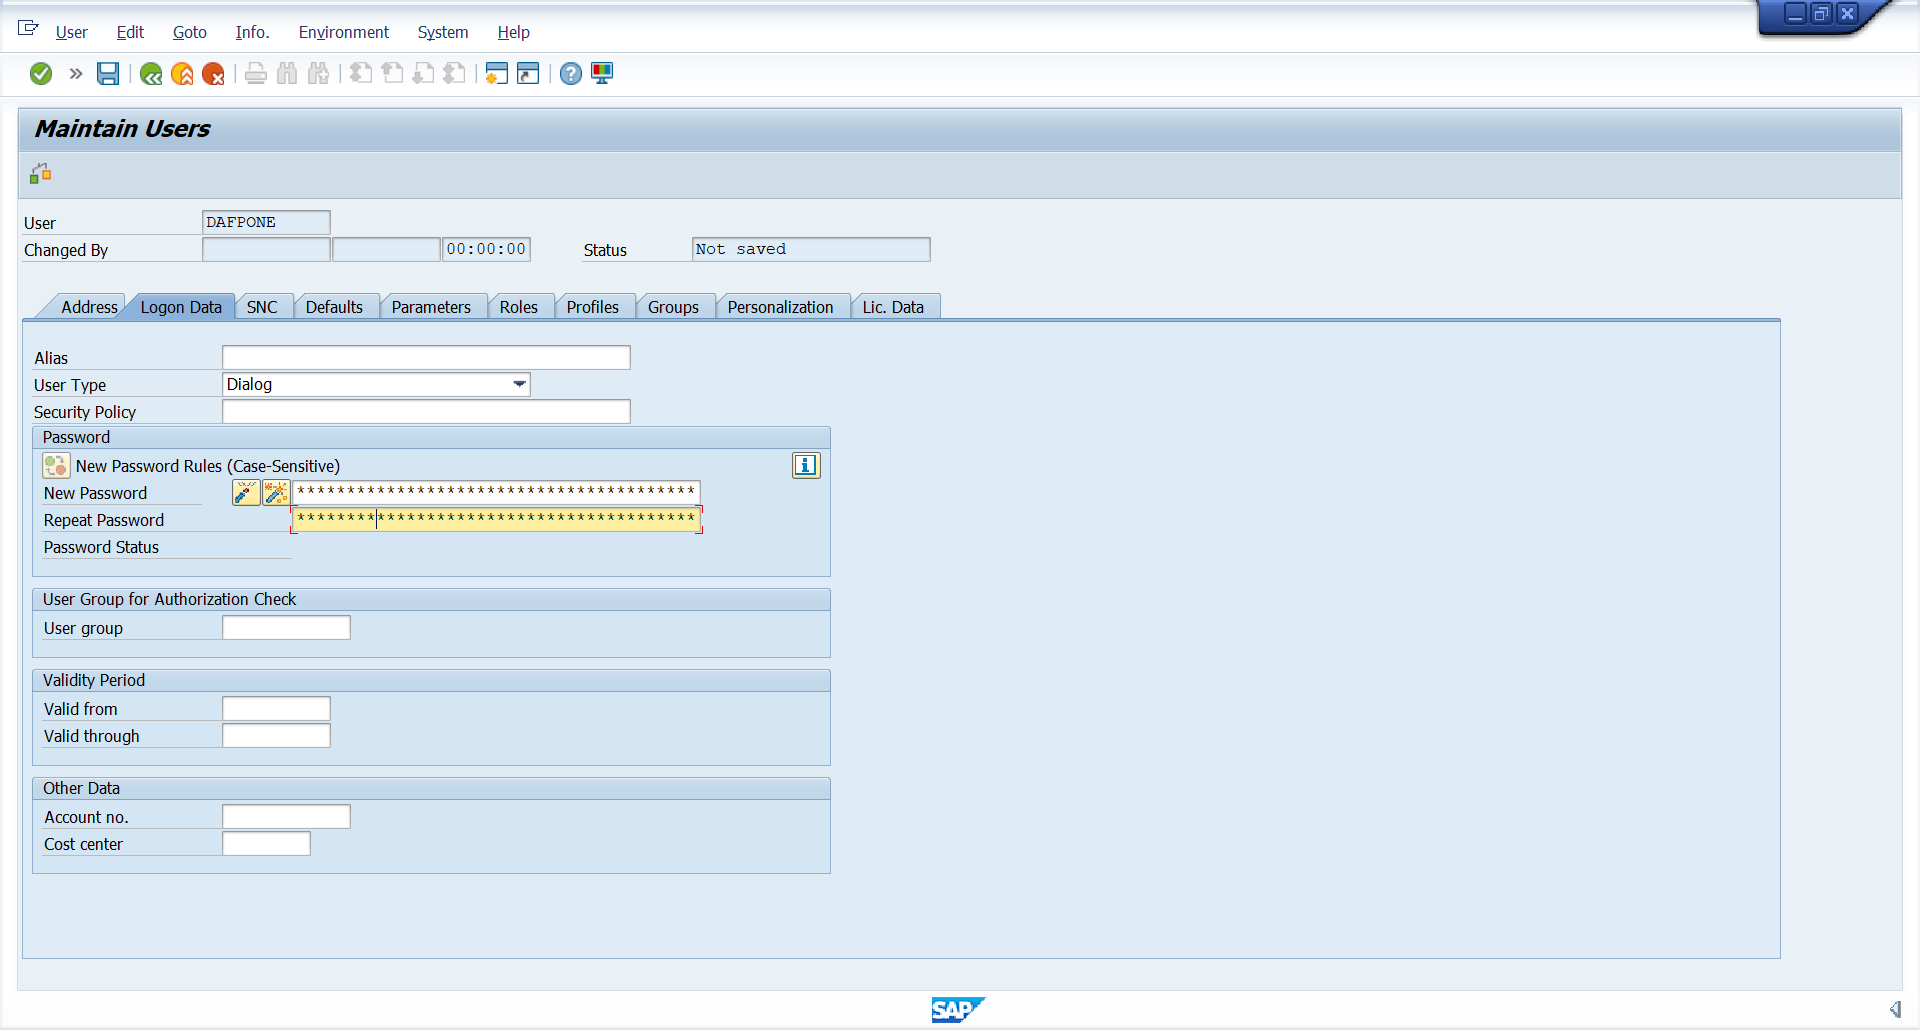 User Edit Goto Info. Environment System Help
Maintain Users
User DAFPONE
Changed By 00:00:00 Status Not saved
Address Logon Data SNC Defaults Parameters Roles Profiles Groups Personalization Lic. Data
Alias
User Type Dialog
Security Policy
Password
New Password Rules (Case-Sensitive)
New Password ****************************************
Repeat Password ****************************************
Password Status
User Group for Authorization Check
User group
Validity Period
Valid from
Valid through
Other Data
Account no.
Cost center
SAP